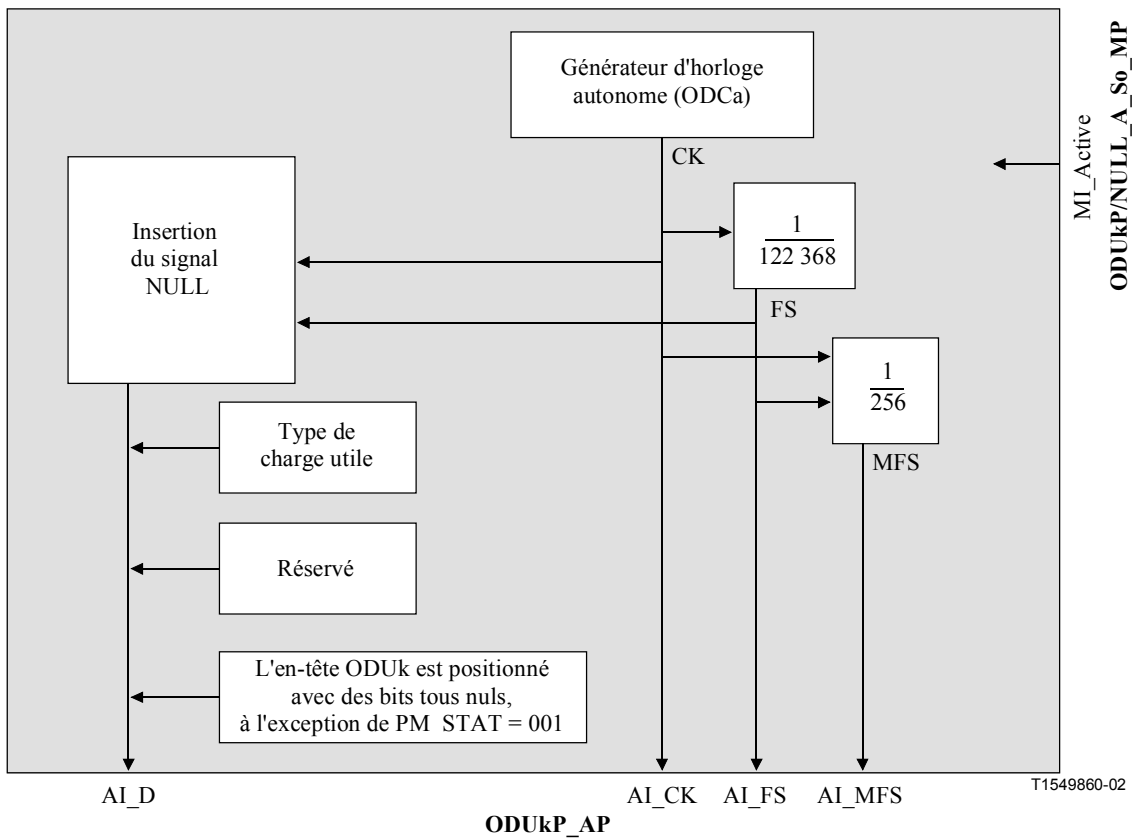 Générateur d'horloge
autonome (ODCa)
CK
MI_Active
ODUkP/NULL_A_So_MP
Insertion
du signal
NULL
1
122 368
FS
1
256
MFS
Type de
charge utile
Réservé
L'en-tête ODUk est positionné
avec des bits tous nuls,
à l'exception de PM STAT = 001
AI_D
AI_CK
AI_FS
AI_MFS
T1549860-02
ODUkP_AP